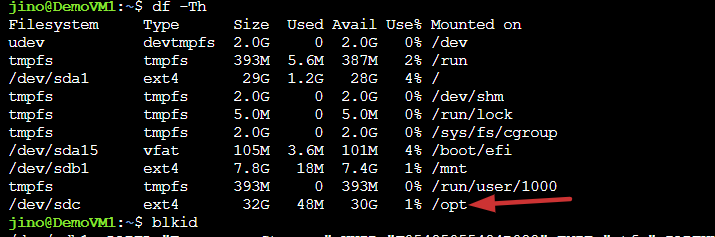 jino@DemoVM1:~$ df -Th
Filesystem Type Size Used Avail Use% Mounted on
udev devtmpfs 2.0G 0 2.0G 0% /dev
tmpfs tmpfs 393M 5.6M 387M 2% /run
/dev/sda1 ext4 29G 1.2G 28G 4% /
tmpfs tmpfs 2.0G 0 2.0G 0% /dev/shm
tmpfs tmpfs 5.0M 0 5.0M 0% /run/lock
tmpfs tmpfs 2.0G 0 2.0G 0% /sys/fs/cgroup
/dev/sda15 vfat 105M 3.6M 101M 4% /boot/efi
/dev/sdb1 ext4 7.8G 18M 7.4G 1% /mnt
tmpfs tmpfs 393M 0 393M 0% /run/user/1000
/dev/sdc ext4 32G 48M 30G 1% /opt
jino@DemoVM1:~$ blkid